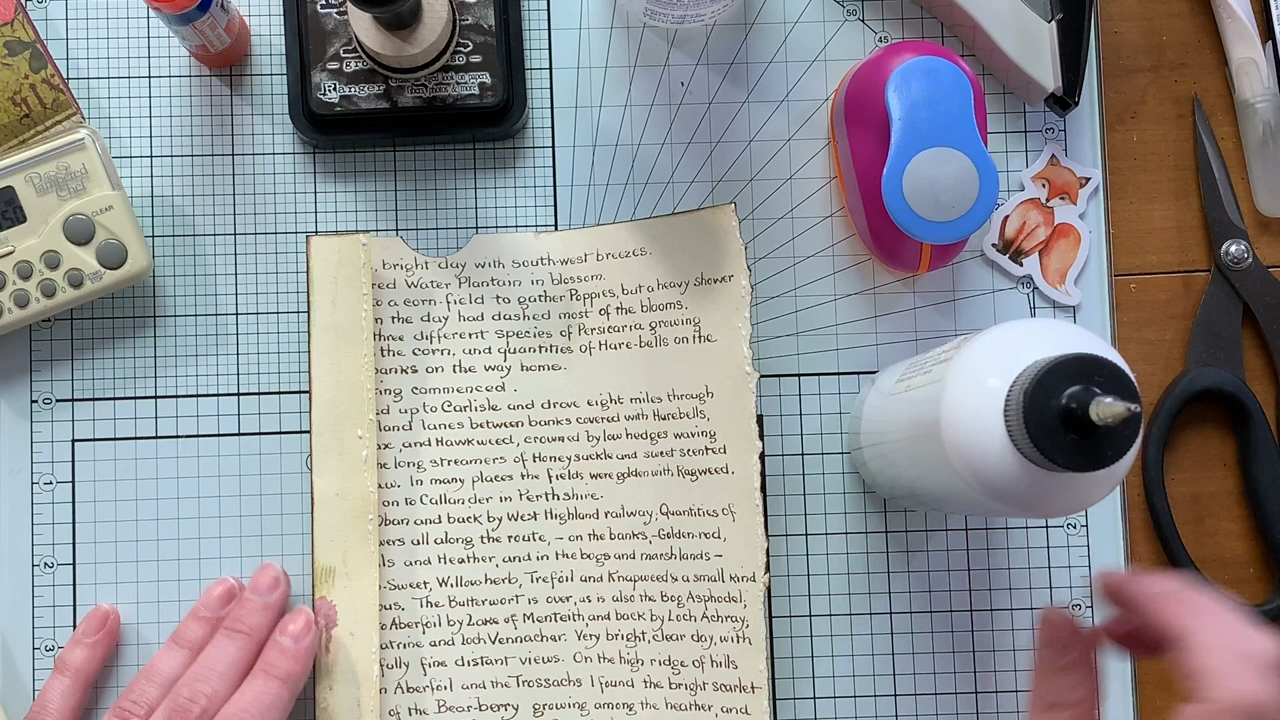 Pampered Chef
CLEAR
START STOP
Ranger
photos & more
50
45
3
10
2
3
0
1
2
3
, bright day with south-west breezes.
red Water Plantain in blossom.
o a corn-field to gather Poppies, but a heavy shower
n the day had dashed most of the blooms.
three different species of Persicaria growing
the corn, and quantities of Hare-bells on the
banks on the way home.
ing commenced.
d up to Carlisle and drove eight miles through
land lanes between banks covered with Harebells,
ox, and Hawkweed, crowned by low hedges waving
he long streamers of Honeysuckle and sweet scented
w. In many places the fields were golden with Ragweed.
on to Callander in Perthshire.
Oban and back by West Highland railway, Quantities of
wers all along the route, – on the banks, – Golden-rod,
ls and Heather, and in the bogs and marshlands –
-Sweet, Willowherb, Trefoil and Knapweed & a small kind
ous. The Butterwort is over, as is also the Bog Asphodel;
o Aberfoil by Lake of Menteith and back by Loch Achray;
atrine and Loch Vennachar. Very bright, clear day, with
fully fine distant views. On the high ridge of hills
n Aberfoil and the Trossachs I found the bright scarlet
of the Bear-berry growing among the heather, and